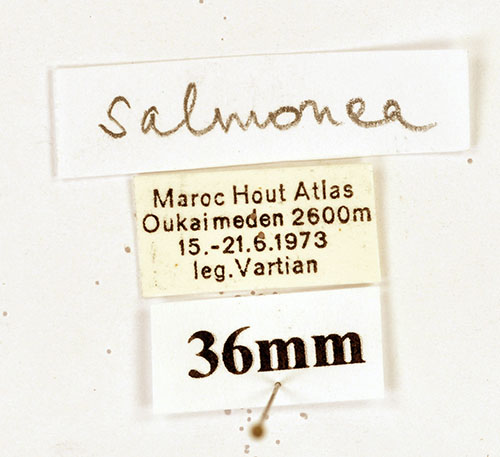 salmonea
Maroc Hout Atlas
Oukaimeden 2600m
15.-21.6.1973
leg.Vartian
36mm